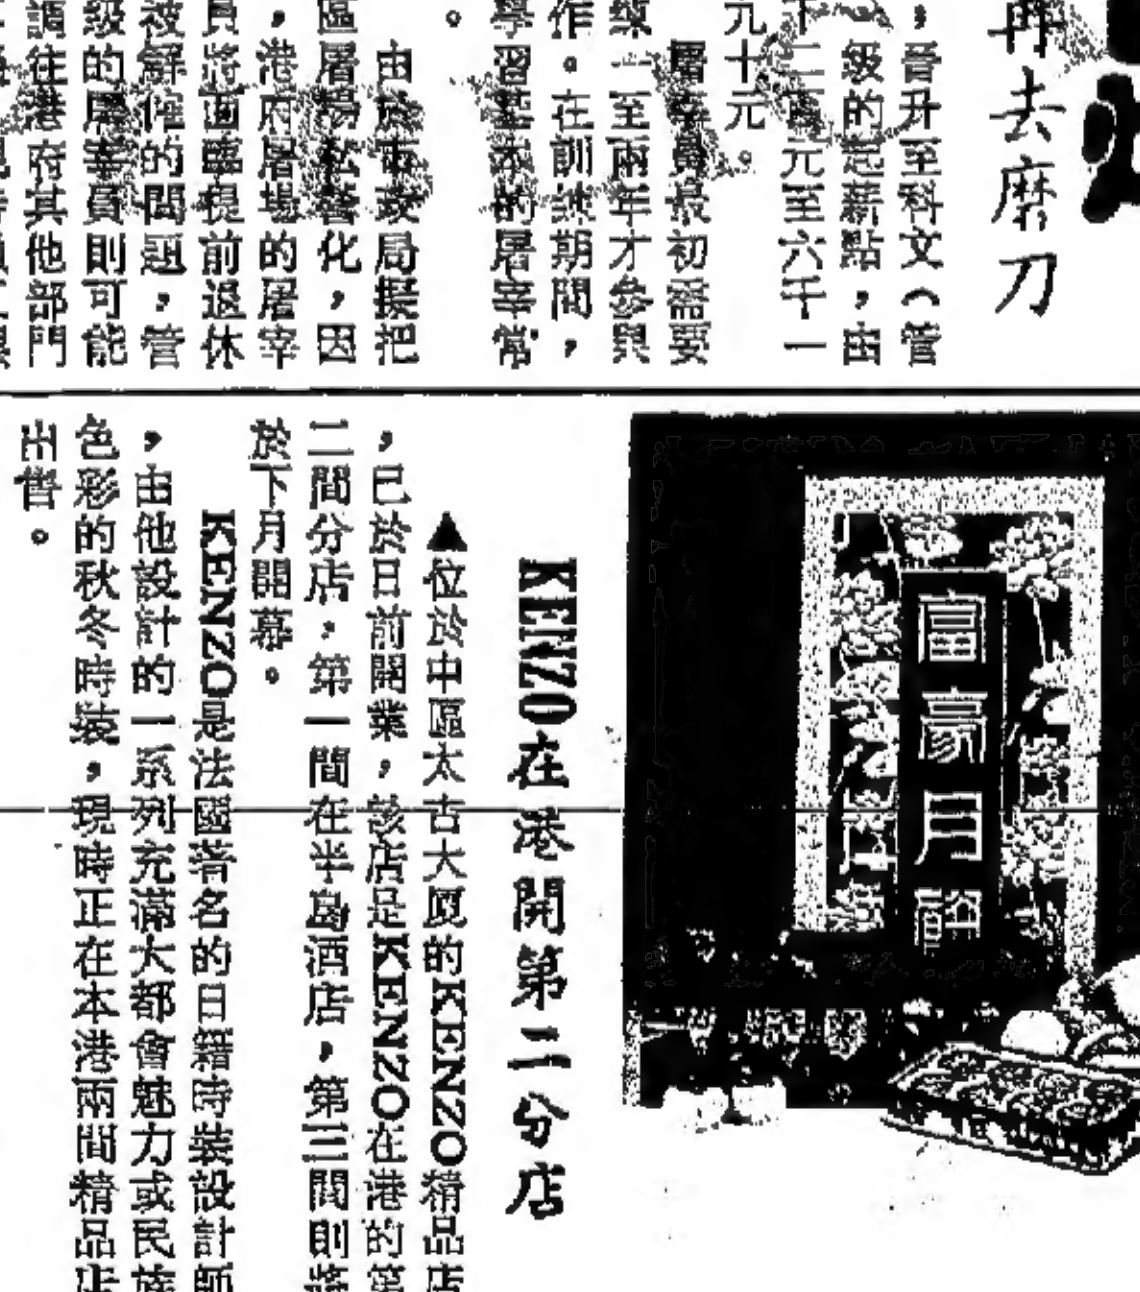 再去磨刀
，晉升至科文（管
級的起薪點，由
元至六千一
九十元。
屠宰員最初需要
一至兩年才參與
作。在訓練期間，
學習基本的屠宰常
。
由於市政局擬把
區屠場私營化，因
，港府屠場的屠宰
員將面臨提前退休
被解僱的問題，管
級的屠宰員則可能
調往港府其他部門
富豪月
KENZO在港開第二分店
▲位於中區太古大廈的KENZO精品店
，已於日前開業，該店是KENZO在港的第
二間分店，第一間在半島酒店，第三間則將
於下月開幕。
KENZO是法國著名的日籍時裝設計師
，由他設計的一系列充滿大都會魅力或民族
色彩的秋冬時裝，現時正在本港兩間精品店
出售。